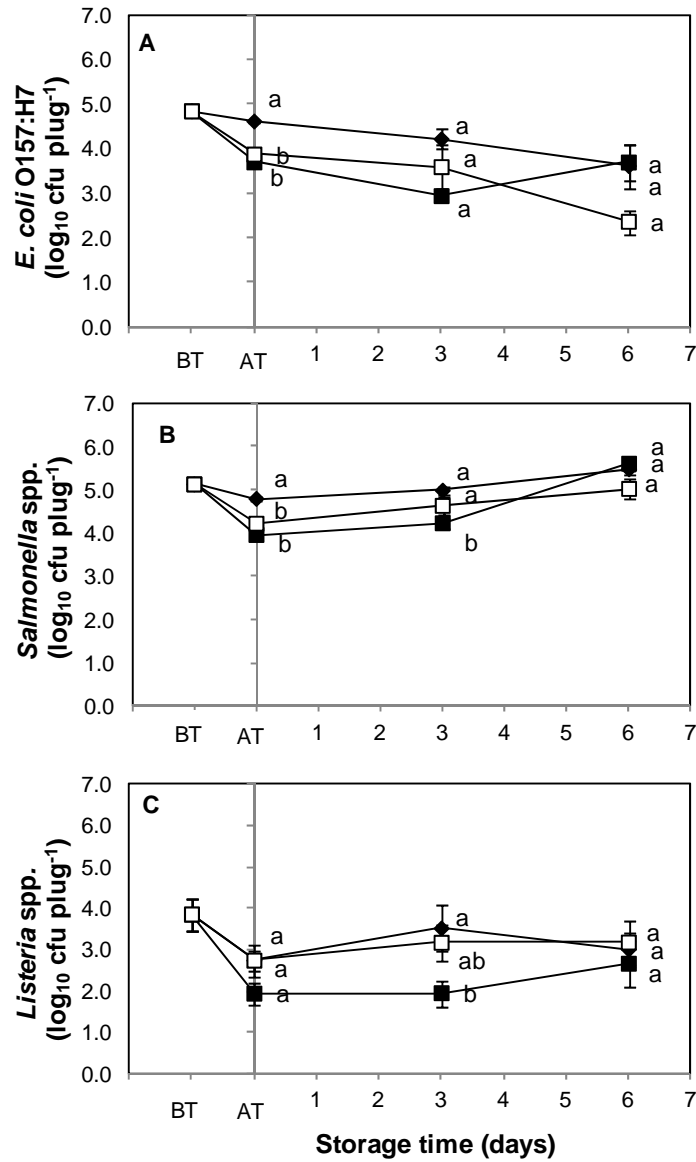 7.0
A
6.0
a
5.0
a
4.0
b
a
a
b
a
3.0
a
a
2.0
1.0
0.0
E. coli O157:H7
(log₁₀ cfu plug⁻¹)
BT AT 1 2 3 4 5 6 7
7.0
B
6.0
a
a
a
a
5.0
a
a
b
4.0
b
b
3.0
2.0
1.0
0.0
Salmonella spp.
(log₁₀ cfu plug⁻¹)
BT AT 1 2 3 4 5 6 7
7.0
C
6.0
5.0
4.0
a
a
a
3.0
a
ab
a
a
2.0
a
b
1.0
0.0
Listeria spp.
(log₁₀ cfu plug⁻¹)
BT AT 1 2 3 4 5 6 7
Storage time (days)